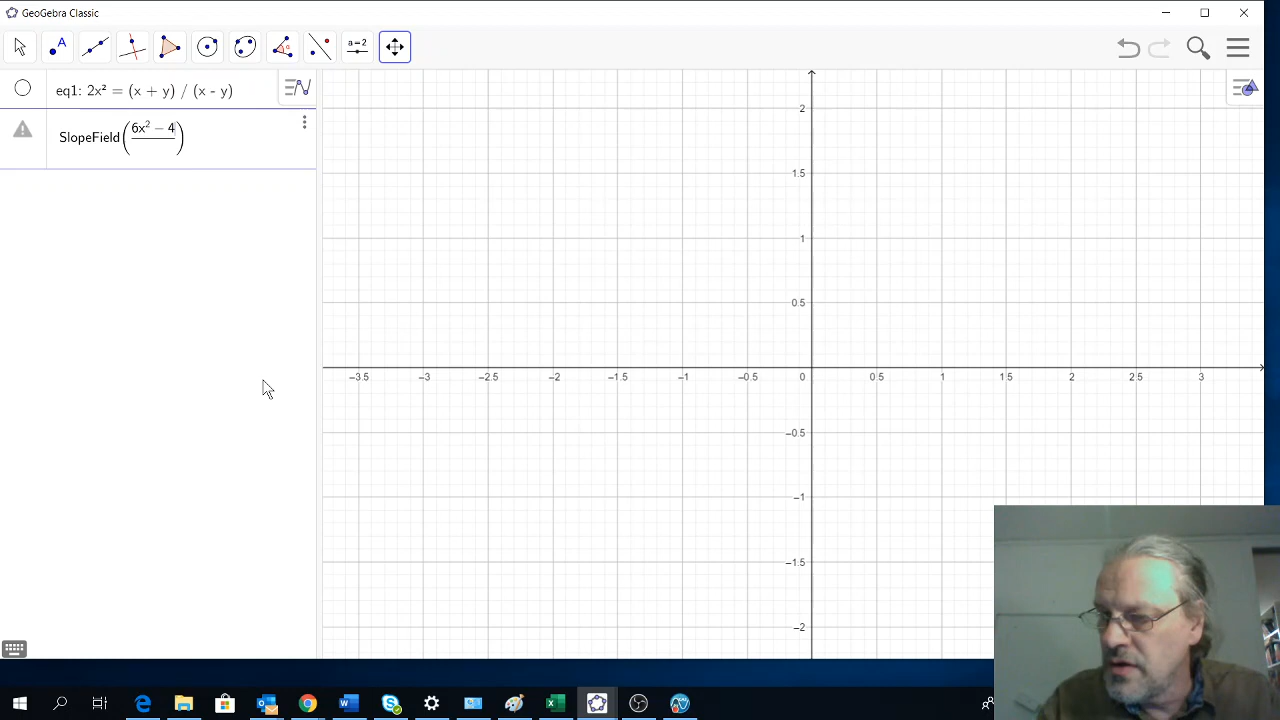 GeoGebra Classic
A
α
a=2
eq1: 2x² = (x + y) / (x - y)
SlopeField(6x² – 4/)
2
1.5
1
0.5
–3.5 –3 –2.5 –2 –1.5 –1 –0.5 0 0.5 1 1.5 2 2.5 3
–0.5
–1
–1.5
–2